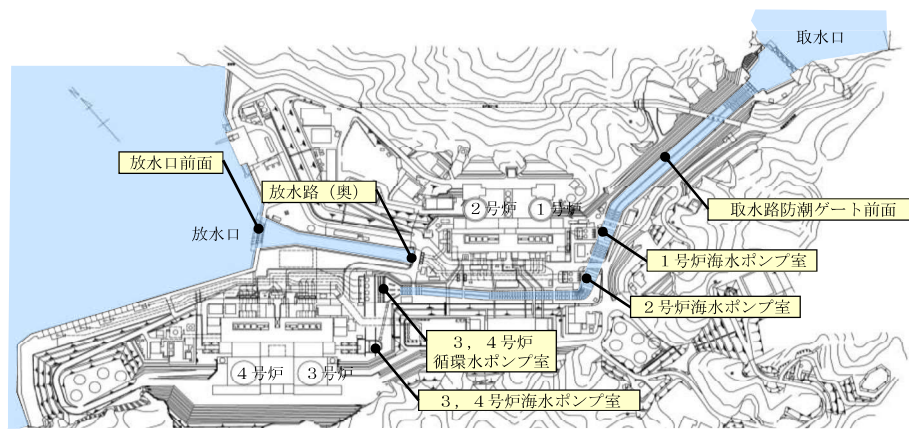 取水口
放水口前面
放水路（奥）
２号炉
１号炉
取水路防潮ゲート前面
放水口
１号炉海水ポンプ室
２号炉海水ポンプ室
３，４号炉
循環水ポンプ室
４号炉
３号炉
３，４号炉海水ポンプ室